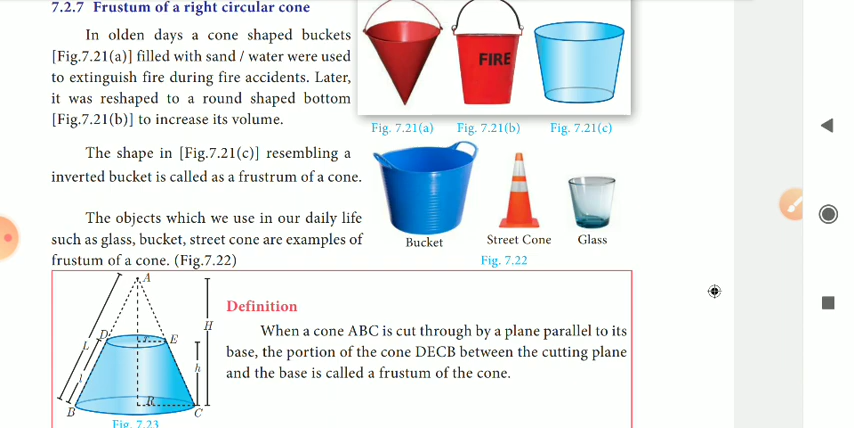 7.2.7 Frustum of a right circular cone
In olden days a cone shaped buckets
[Fig.7.21(a)] filled with sand / water were used
to extinguish fire during fire accidents. Later,
it was reshaped to a round shaped bottom
[Fig.7.21(b)] to increase its volume.
FIRE
Fig. 7.21(a) Fig. 7.21(b) Fig. 7.21(c)
The shape in [Fig.7.21(c)] resembling a
inverted bucket is called as a frustrum of a cone.
The objects which we use in our daily life
such as glass, bucket, street cone are examples of
frustum of a cone. (Fig.7.22)
Bucket Street Cone Glass
Fig. 7.22
A
H
D
r
E
L
l
h
R
B
C
Fig. 7.23
Definition
When a cone ABC is cut through by a plane parallel to its
base, the portion of the cone DECB between the cutting plane
and the base is called a frustum of the cone.